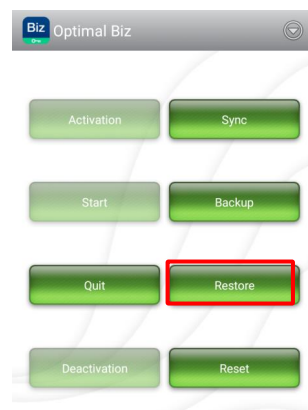 Biz Optimal Biz
Activation Sync
Start Backup
Quit Restore
Deactivation Reset